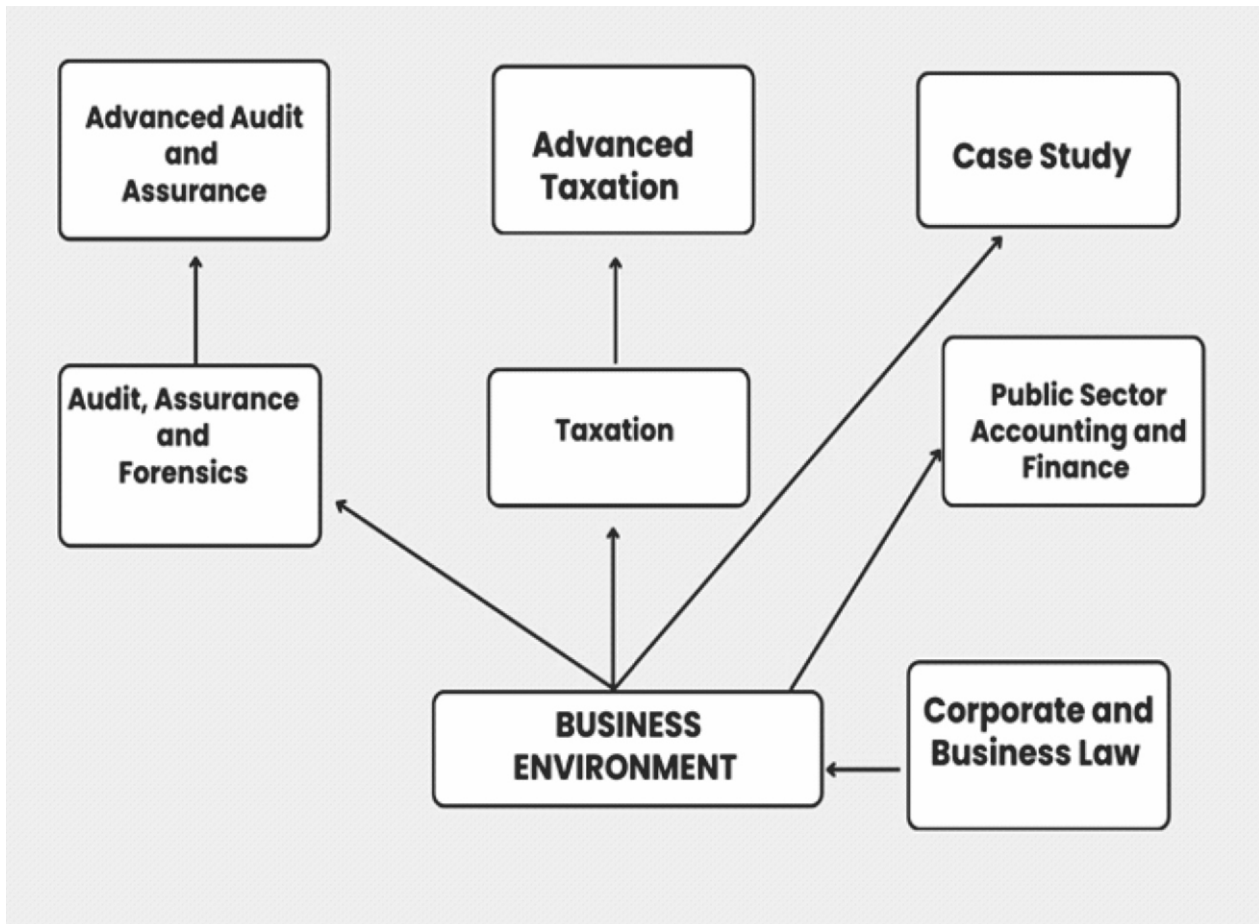 Advanced Audit
and
Assurance
Advanced
Taxation
Case Study
Audit, Assurance
and
Forensics
Taxation
Public Sector
Accounting and
Finance
BUSINESS
ENVIRONMENT
Corporate and
Business Law